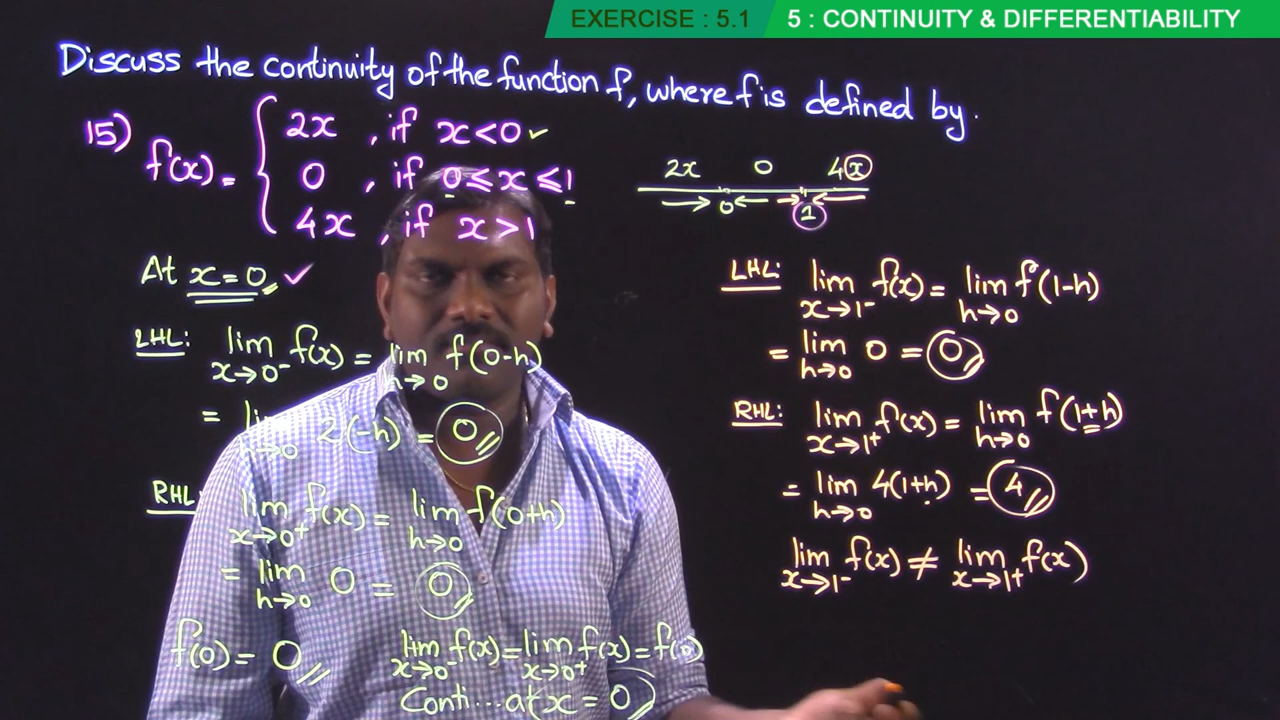 EXERCISE : 5.1 5 : CONTINUITY & DIFFERENTIABILITY
Discuss the continuity of the function f, where f is defined by.
15) f(x) = { 2x , if x<0 ✓
0 , if 0⩽x⩽1
4x , if x>1
2x 0 4x
0 1
At x=0, ✓
LHL: lim x→0⁻ f(x) = lim h→0 f(0-h)
= lim h→0 2(-h) = 0
RHL: lim x→0⁺ f(x) = lim h→0 f(0+h)
= lim h→0 0 = 0
f(0) = 0
lim x→0⁻ f(x) = lim x→0⁺ f(x) = f(0)
Conti... at x = 0
LHL: lim x→1⁻ f(x) = lim h→0 f(1-h)
= lim h→0 0 = 0
RHL: lim x→1⁺ f(x) = lim h→0 f(1+h)
= lim h→0 4(1+h) = 4
lim x→1⁻ f(x) ≠ lim x→1⁺ f(x)